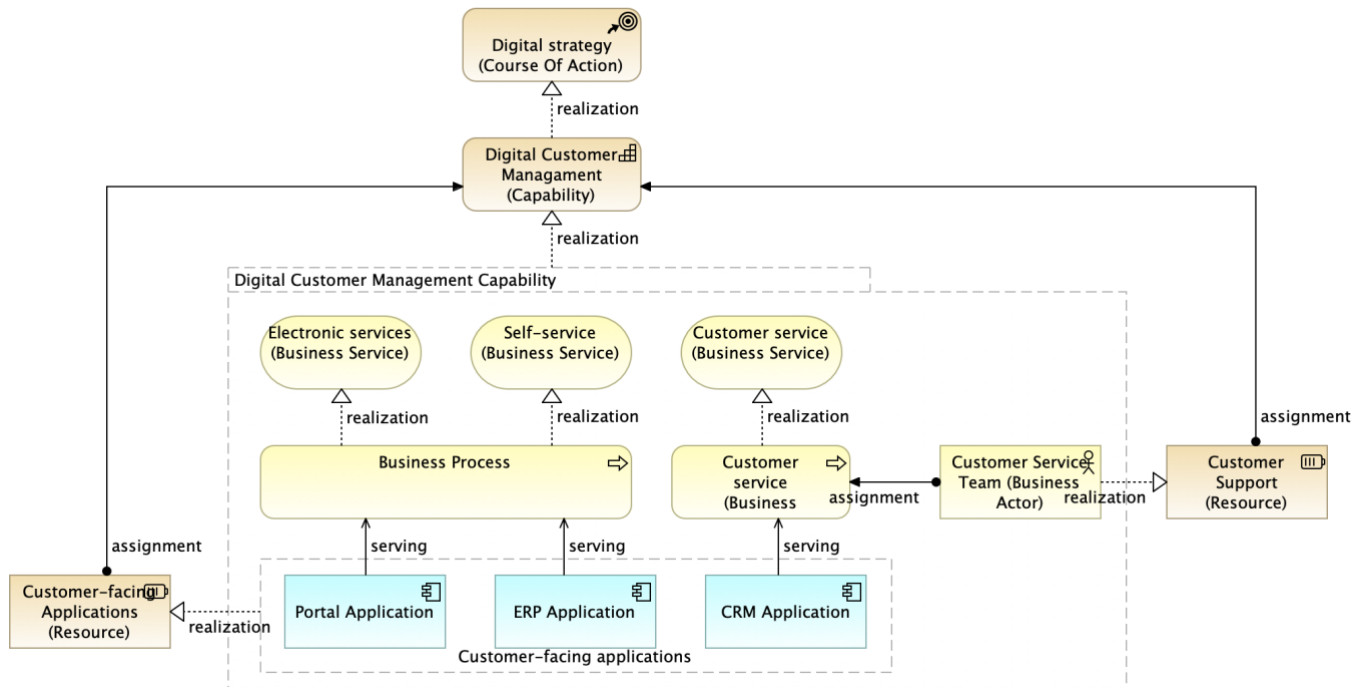 Digital strategy
(Course Of Action)
realization
Digital Customer
Managament
(Capability)
realization
Digital Customer Management Capability
Electronic services
(Business Service)
Self-service
(Business Service)
Customer service
(Business Service)
realization
realization
realization
assignment
Business Process
Customer
service
(Business
assignment
Customer Service
Team (Business
Actor)
realization
Customer
Support
(Resource)
assignment
serving
serving
serving
Customer-facing
Applications
(Resource)
realization
Portal Application
ERP Application
CRM Application
Customer-facing applications